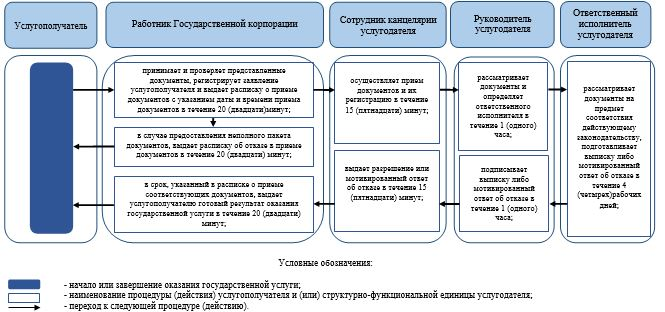 Услугополучатель
Работник Государственной корпорации
Сотрудник канцелярии
услугодателя
Руководитель
услугодателя
Ответственный
исполнитель
услугодателя
принимает и проверяет представленные
документы, регистрирует заявление
услугополучателя и выдает расписку о приеме
документов с указанием даты и времени приема
документов в течение 20 (двадцати)минут;
в случае предоставления неполного пакета
документов, выдает расписку об отказе в приеме
документов в течение 20 (двадцати) минут;
в срок, указанный в расписке о приеме
соответствующих документов, выдает
услугополучателю готовый результат оказания
государственной услуги в течение 20 (двадцати)
минут;
осуществляет прием
документов и их
регистрацию в течение
15 (пятнадцати) минут;
выдает разрешение или
мотивированный ответ
об отказе в течение 15
(пятнадцати) минут;
рассматривает
документы и
определяет
ответственного
исполнителя в
течение 1 (одного)
часа;
подписывает
выписку либо
мотивированный
ответ об отказе в
течение 1 (одного)
часа;
рассматривает
документы на
предмет
соответствия
действующему
законодательству,
подготавливает
выписку либо
мотивированный
ответ об отказе в
течение 4
(четырех)рабочих
дней;
Условные обозначения:
- начало или завершение оказания государственной услуги;
- наименование процедуры (действия) услугополучателя и (или) структурно-функциональной единицы услугодателя;
- переход к следующей процедуре (действию).